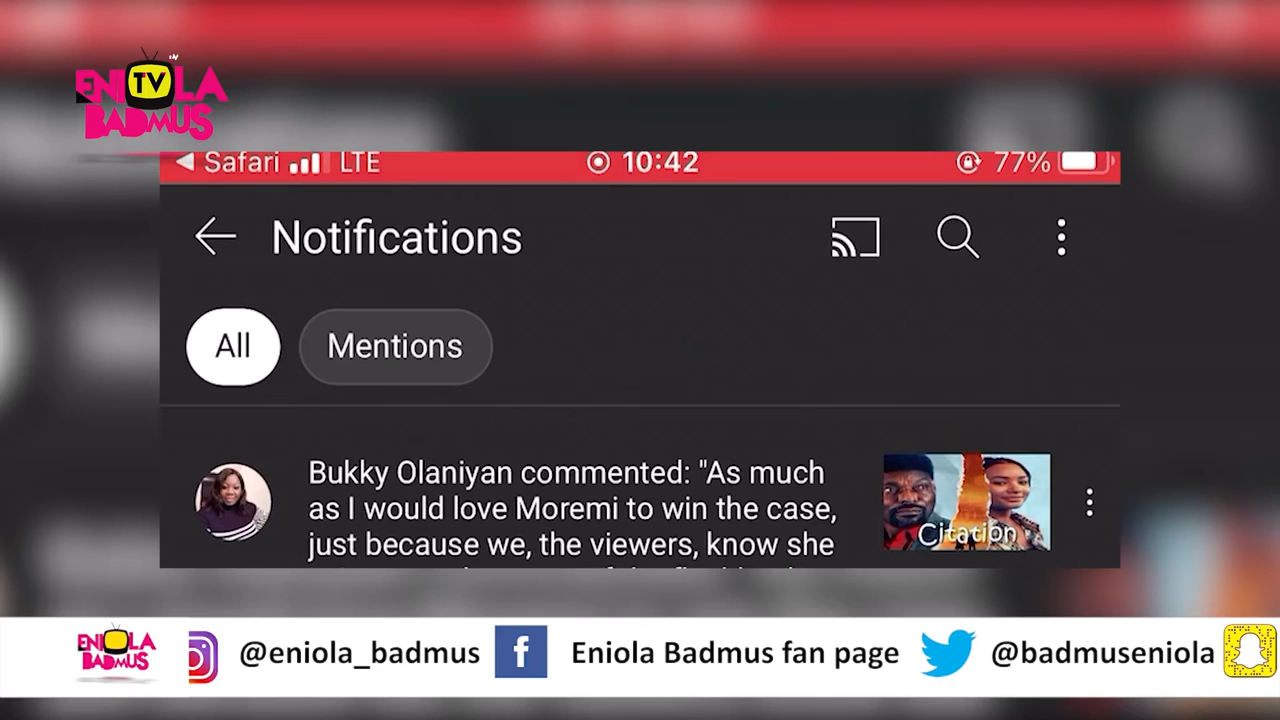 ENIOLA TV
BADMUS
Safari LTE 10:42 77%
Notifications
All Mentions
Bukky Olaniyan commented: "As much
as I would love Moremi to win the case,
just because we, the viewers, know she
Citation
ENIOLA
BADMUS
@eniola_badmus f Eniola Badmus fan page @badmuseniola